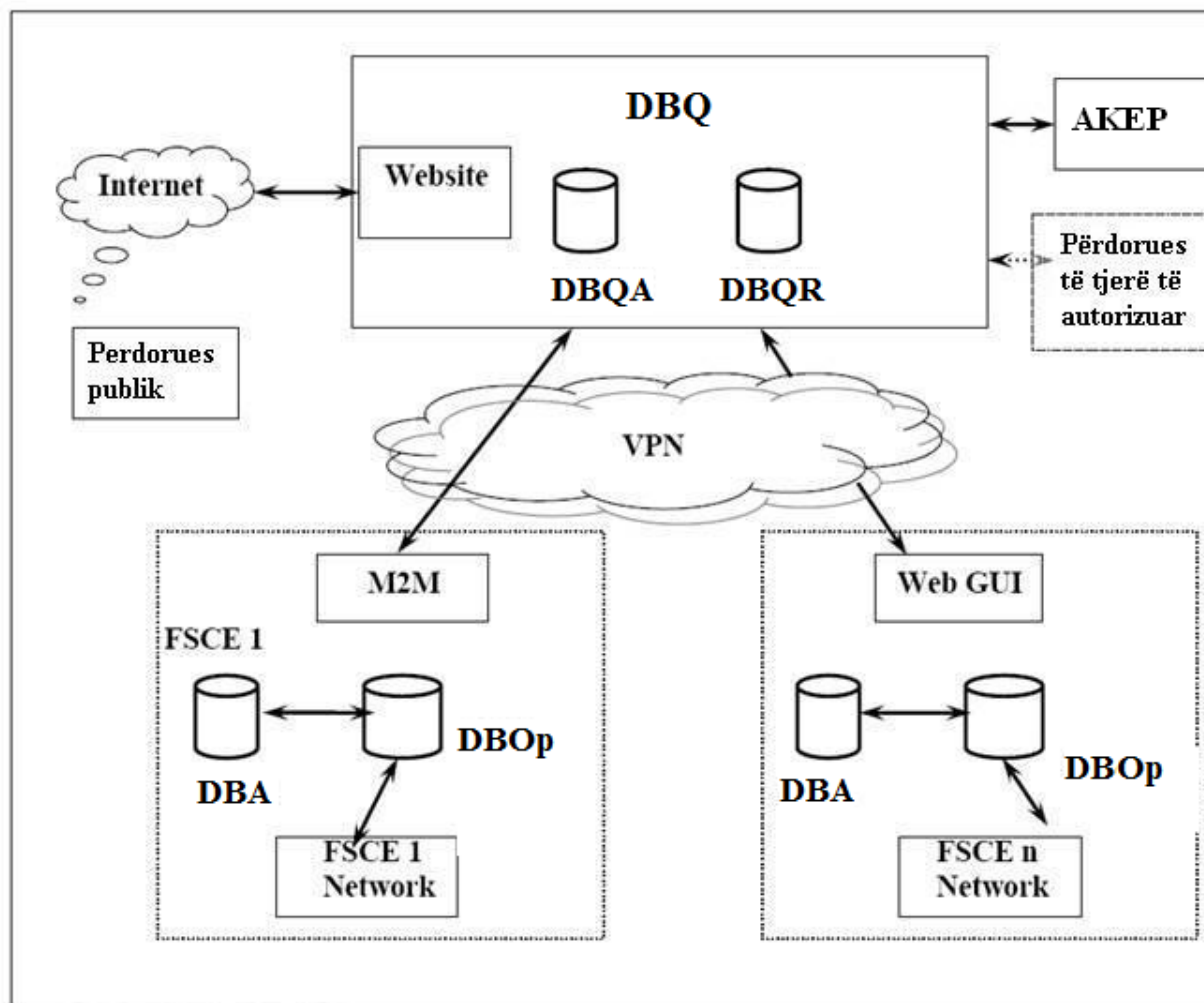 DBQ
AKEP
Internet
Website
DBQA
DBQR
Përdorues
të tjerë të
autorizuar
Perdorues
publik
VPN
M2M
Web GUI
FSCE 1
DBA
DBOp
DBA
DBOp
FSCE 1
Network
FSCE n
Network